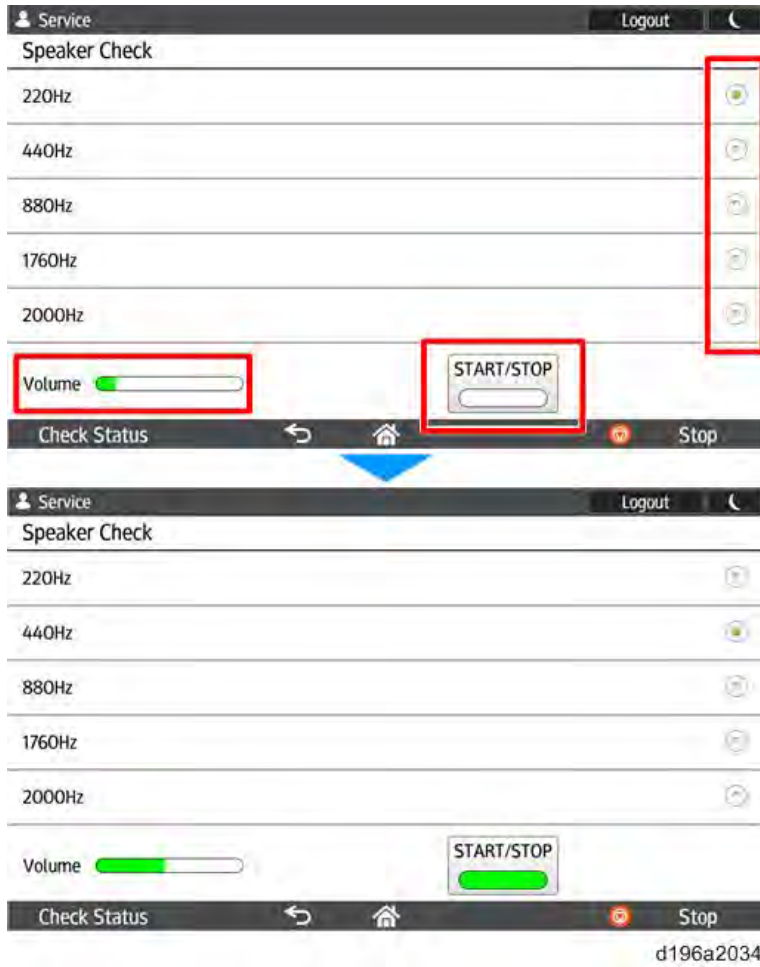 Service Logout
Speaker Check
220Hz
440Hz
880Hz
1760Hz
2000Hz
Volume START/STOP
Check Status Stop
Service Logout
Speaker Check
220Hz
440Hz
880Hz
1760Hz
2000Hz
Volume START/STOP
Check Status Stop
d196a2034